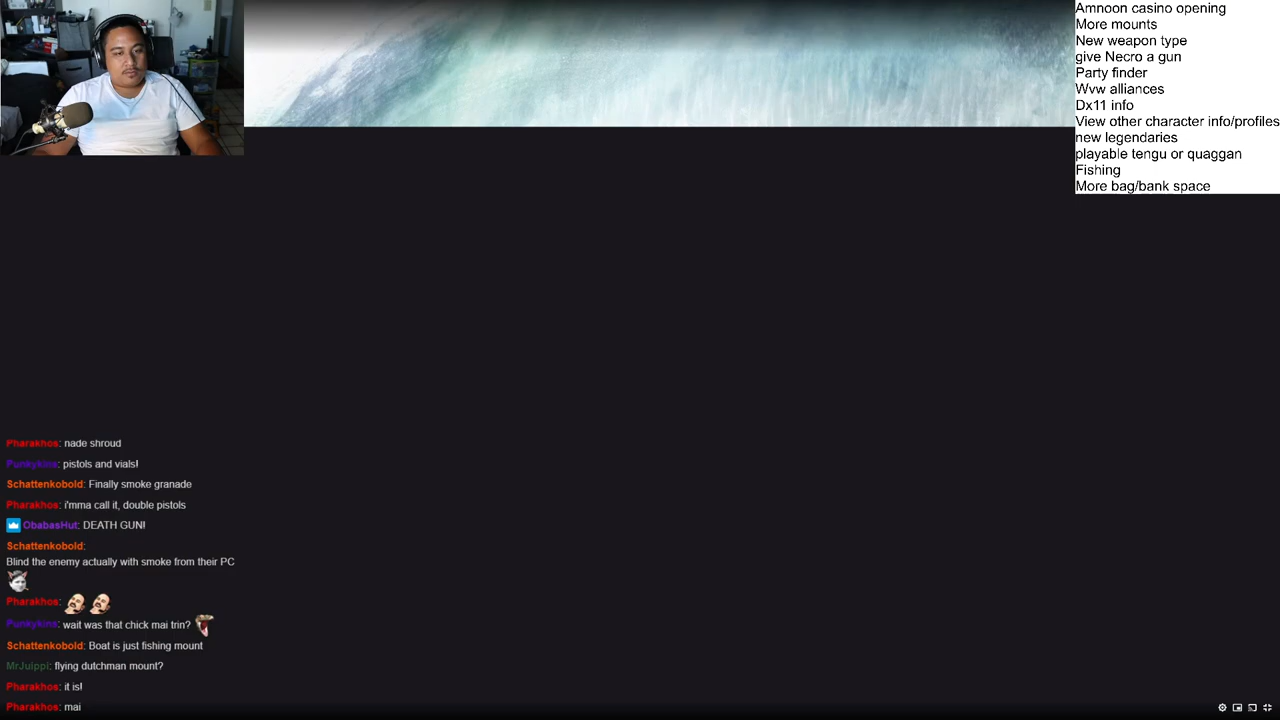 Amnoon casino opening
More mounts
New weapon type
give Necro a gun
Party finder
Wvw alliances
Dx11 info
View other character info/profiles
new legendaries
playable tengu or quaggan
Fishing
More bag/bank space
Pharakhos: nade shroud
Punkykins: pistols and vials!
Schattenkobold: Finally smoke granade
Pharakhos: i'mma call it, double pistols
ObabasHut: DEATH GUN!
Schattenkobold:
Blind the enemy actually with smoke from their PC
Pharakhos:
Punkykins: wait was that chick mai trin?
Schattenkobold: Boat is just fishing mount
MrJuippi: flying dutchman mount?
Pharakhos: it is!
Pharakhos: mai